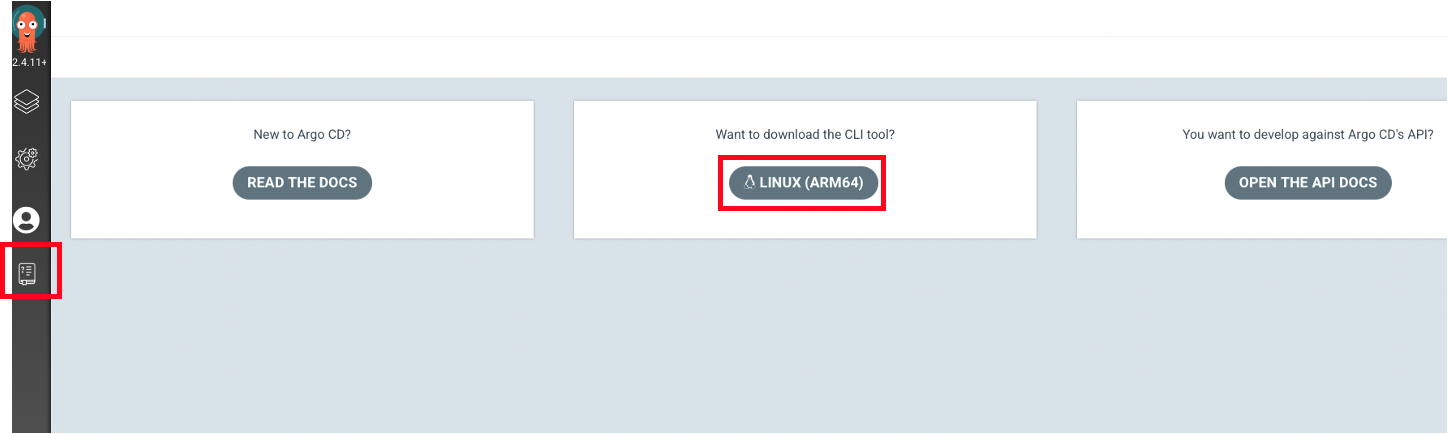 2.4.11+
New to Argo CD?
READ THE DOCS
Want to download the CLI tool?
LINUX (ARM64)
You want to develop against Argo CD's API?
OPEN THE API DOCS